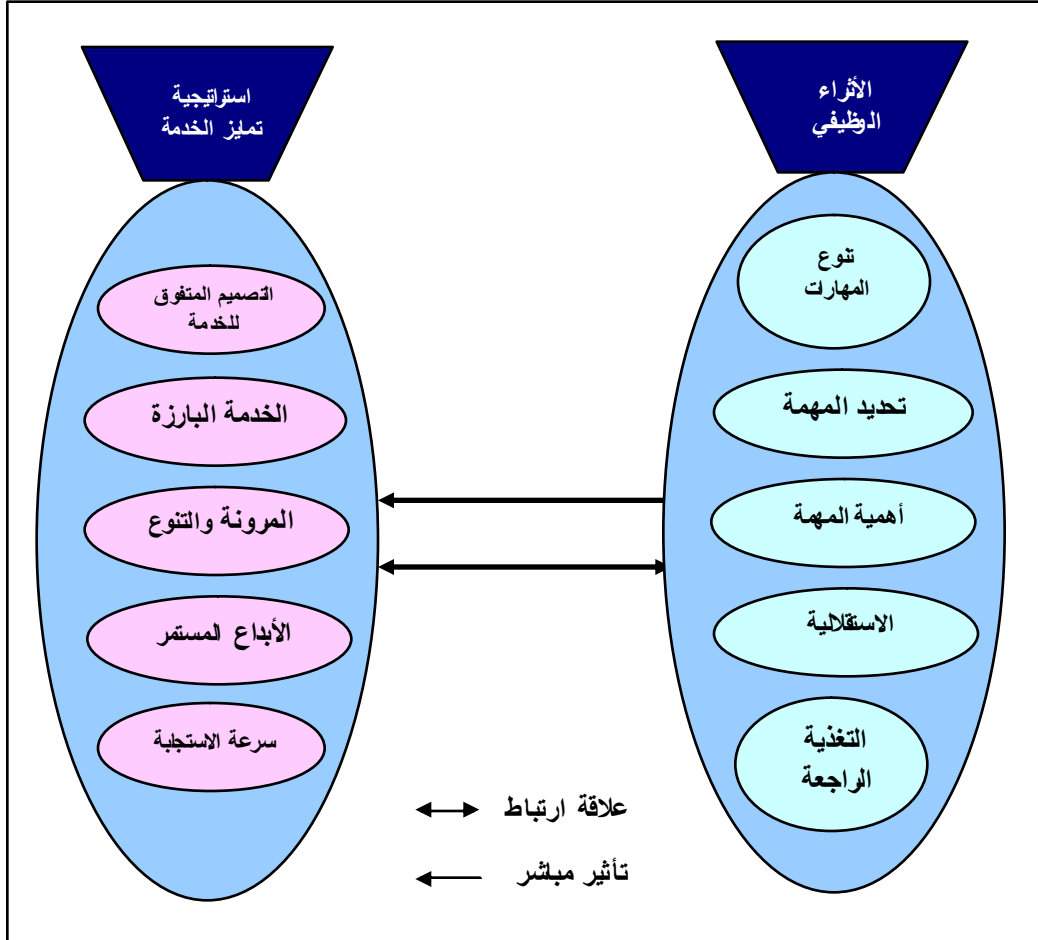 الأثراء
الوظيفي
تنوع
المهارات
تحديد المهمة
أهمية المهمة
الاستقلالية
التغذية
الراجعة
استراتيجية
تمايز الخدمة
التصميم المتفوق
للخدمة
الخدمة البارزة
المرونة والتنوع
الأبداع المستمر
سرعة الاستجابة
علاقة ارتباط
تأثير مباشر